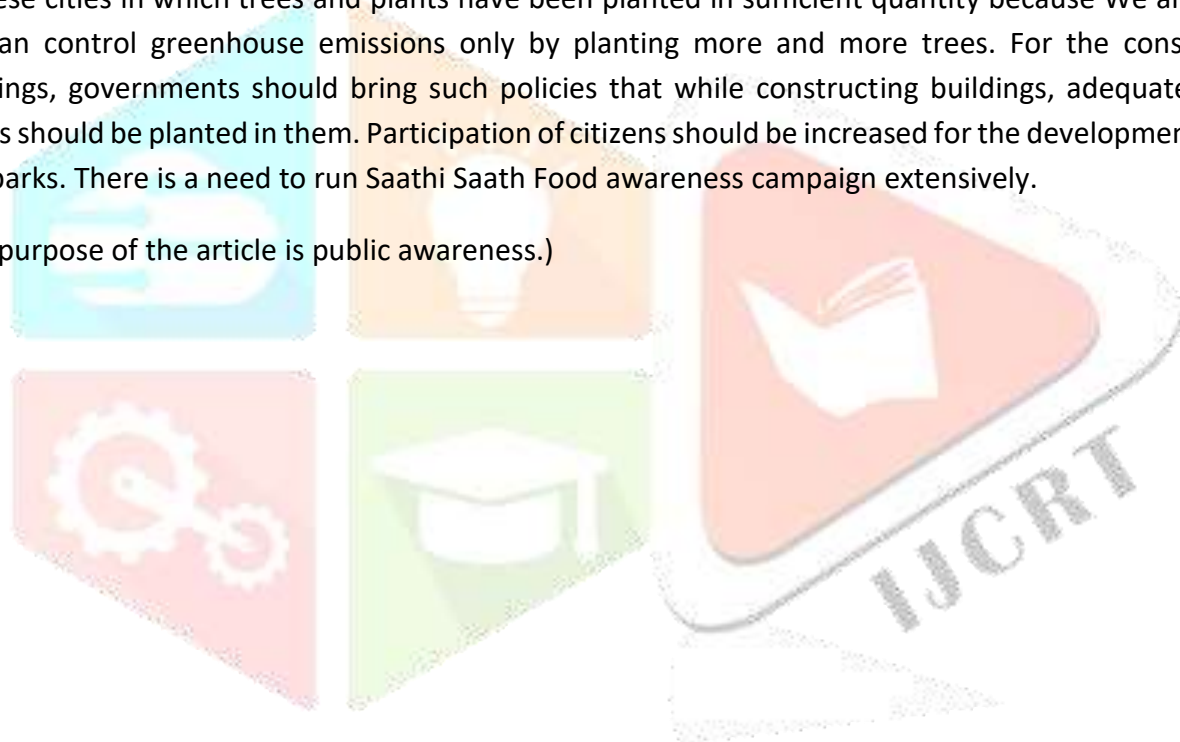 ese cities in which trees and plants have been planted in sufficient quantity because We ar
an control greenhouse emissions only by planting more and more trees. For the cons
ings, governments should bring such policies that while constructing buildings, adequate
s should be planted in them. Participation of citizens should be increased for the developmen
parks. There is a need to run Saathi Saath Food awareness campaign extensively.
purpose of the article is public awareness.)
IJCRT